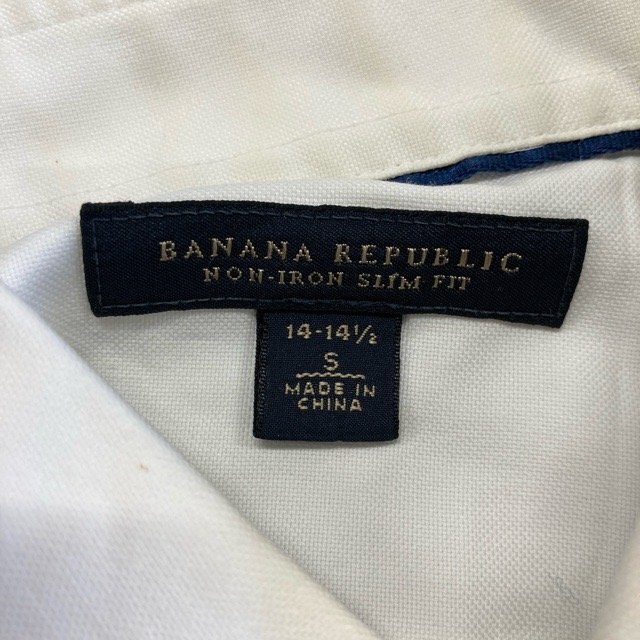 BANANA REPUBLIC
NON-IRON SLIM FIT
14-14½
S
MADE IN
CHINA